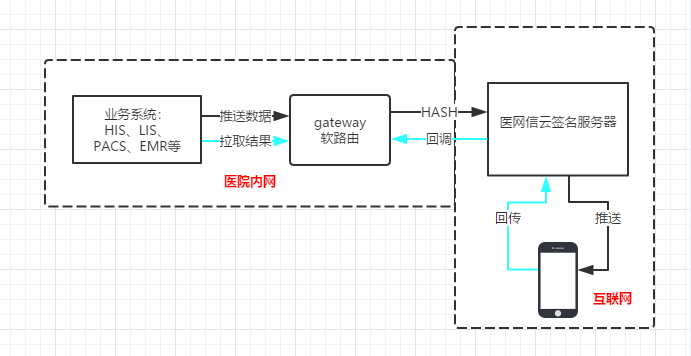 业务系统：
HIS、LIS、
PACS、EMR等
推送数据
拉取结果
gateway
软路由
医院内网
HASH
回调
医网信云签名服务器
回传
推送
互联网